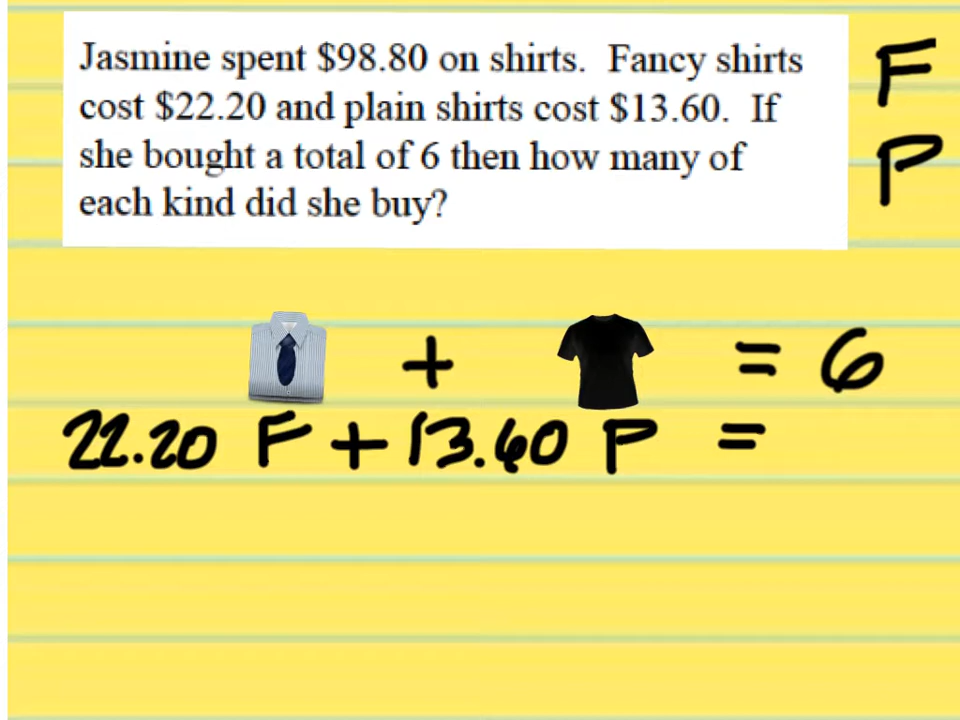 Jasmine spent $98.80 on shirts. Fancy shirts
cost $22.20 and plain shirts cost $13.60. If
she bought a total of 6 then how many of
each kind did she buy?
F
P
+ = 6
22.20 F + 13.60 P =